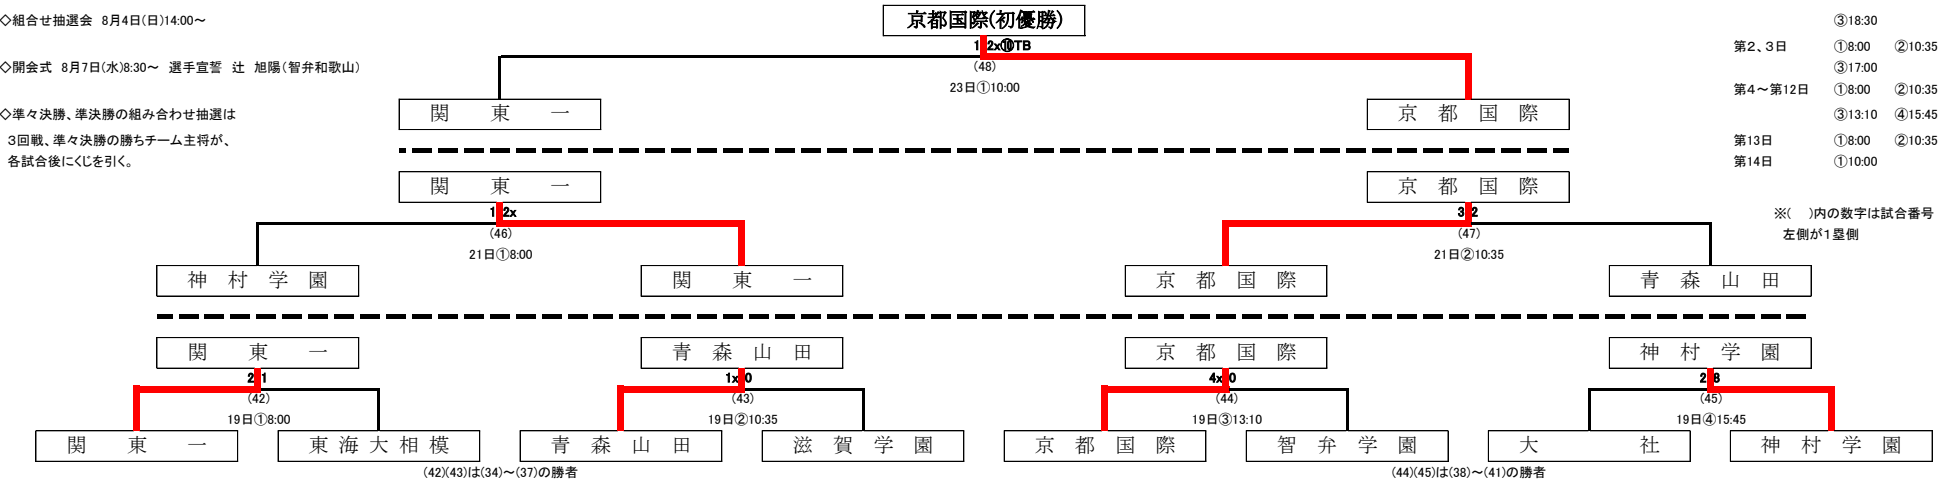 ◇組合せ抽選会 8月4日(日)14:00～
◇開会式 8月7日(水)8:30～ 選手宣誓 辻 旭陽(智弁和歌山)
◇準々決勝、準決勝の組み合わせ抽選は
3回戦、準々決勝の勝ちチーム主将が、
各試合後にくじを引く。
京都国際(初優勝)
1 2x⑩TB
(48)
23日①10:00
③18:30
第2、3日 ①8:00 ②10:35
③17:00
第4～第12日 ①8:00 ②10:35
③13:10 ④15:45
第13日 ①8:00 ②10:35
第14日 ①10:00
※( )内の数字は試合番号
左側が1塁側
関東一 京都国際
関東一 京都国際
1 2x 3 2
(46) (47)
21日①8:00 21日②10:35
神村学園 関東一 京都国際 青森山田
関東一 青森山田 京都国際 神村学園
2 1 1x 0 4x 0 2 8
(42) (43) (44) (45)
19日①8:00 19日②10:35 19日③13:10 19日④15:45
関東一 東海大相模 青森山田 滋賀学園 京都国際 智弁学園 大社 神村学園
(42)(43)は(34)～(37)の勝者 (44)(45)は(38)～(41)の勝者